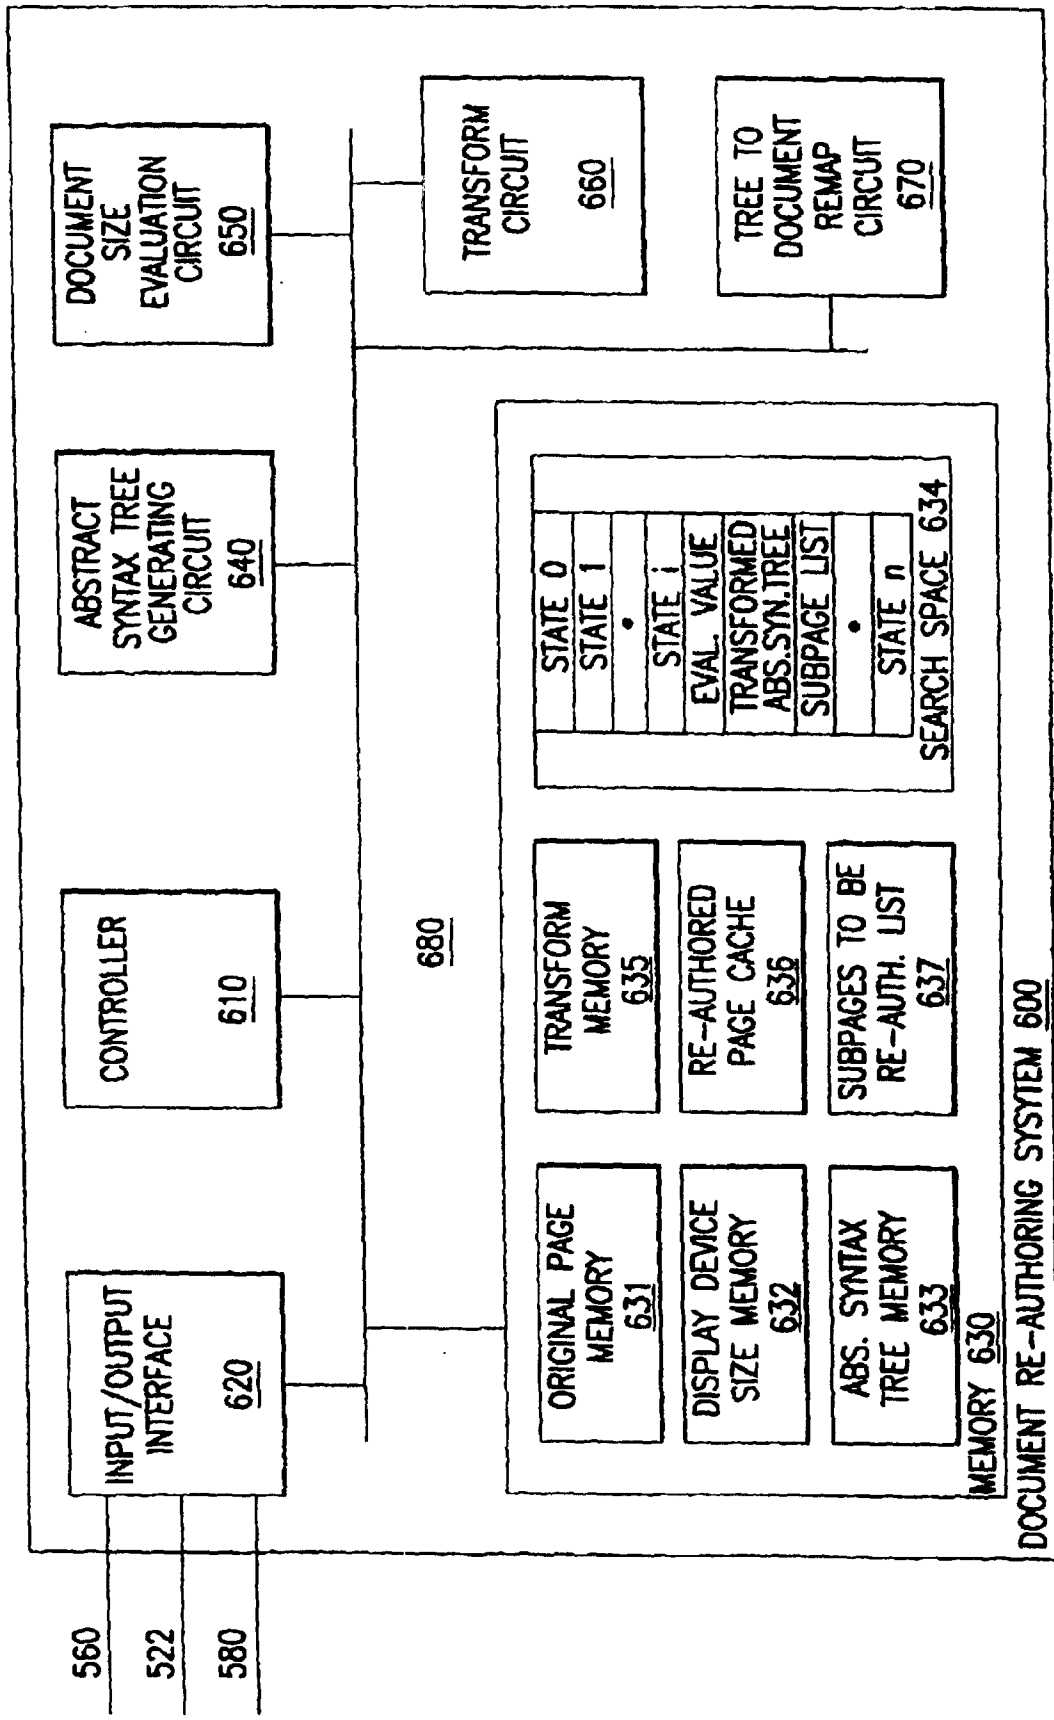 560
522
580
INPUT/OUTPUT
INTERFACE
620
CONTROLLER
610
ABSTRACT
SYNTAX TREE
GENERATING
CIRCUIT
640
DOCUMENT
SIZE
EVALUATION
CIRCUIT
650
680
TRANSFORM
CIRCUIT
660
TREE TO
DOCUMENT
REMAP
CIRCUIT
670
ORIGINAL PAGE
MEMORY
631
DISPLAY DEVICE
SIZE MEMORY
632
ABS. SYNTAX
TREE MEMORY
633
TRANSFORM
MEMORY
635
RE-AUTHORED
PAGE CACHE
636
SUBPAGES TO BE
RE-AUTH. LIST
637
STATE 0
STATE 1
•
STATE i
EVAL. VALUE
TRANSFORMED
ABS.SYN.TREE
SUBPAGE LIST
•
STATE n
SEARCH SPACE 634
MEMORY 630
DOCUMENT RE-AUTHORING SYSYTEM 600